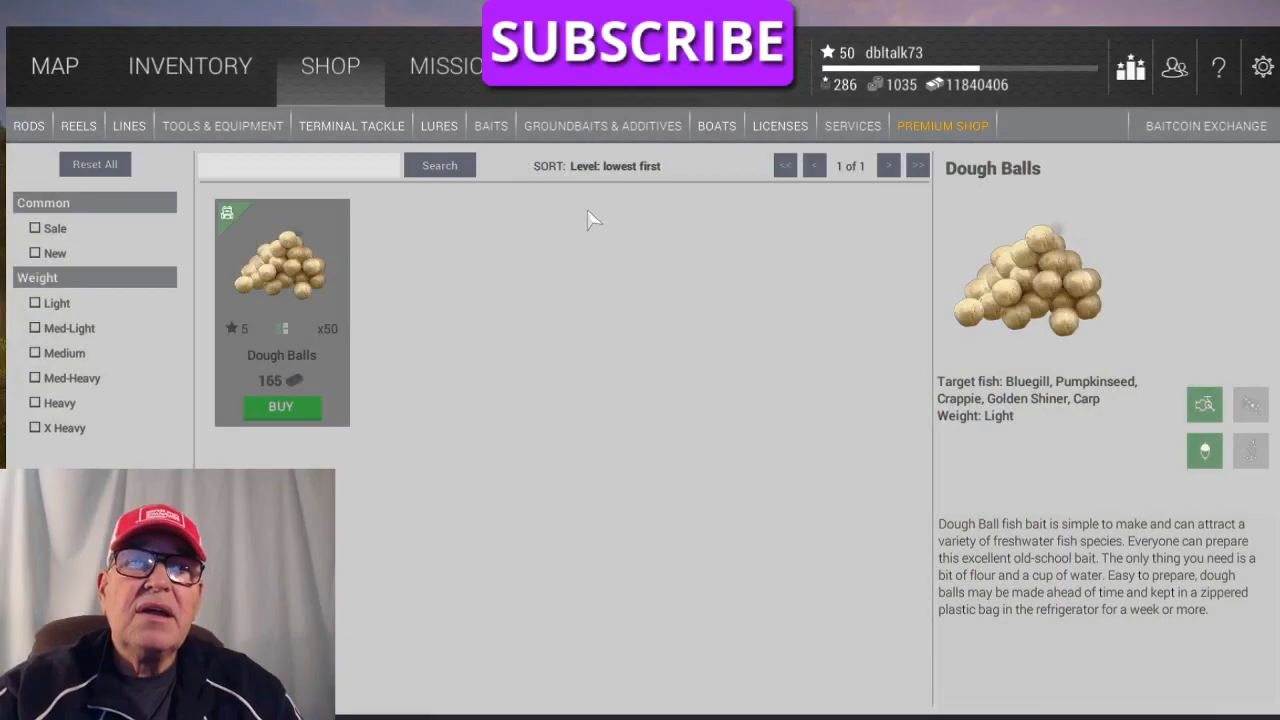 SUBSCRIBE
MAP INVENTORY SHOP MISSIO
50 dbltalk73
286 1035 11840406
RODS REELS LINES TOOLS & EQUIPMENT TERMINAL TACKLE LURES BAITS GROUNDBAITS & ADDITIVES BOATS LICENSES SERVICES PREMIUM SHOP BAITCOIN EXCHANGE
Reset All Search SORT: Level: lowest first << < 1 of 1 > >>
Common
Sale
New
Weight
Light
Med-Light
Medium
Med-Heavy
Heavy
X Heavy
5 x50
Dough Balls
165
BUY
Dough Balls
Target fish: Bluegill, Pumpkinseed,
Crappie, Golden Shiner, Carp
Weight: Light
Dough Ball fish bait is simple to make and can attract a
variety of freshwater fish species. Everyone can prepare
this excellent old-school bait. The only thing you need is a
bit of flour and a cup of water. Easy to prepare, dough
balls may be made ahead of time and kept in a zippered
plastic bag in the refrigerator for a week or more.